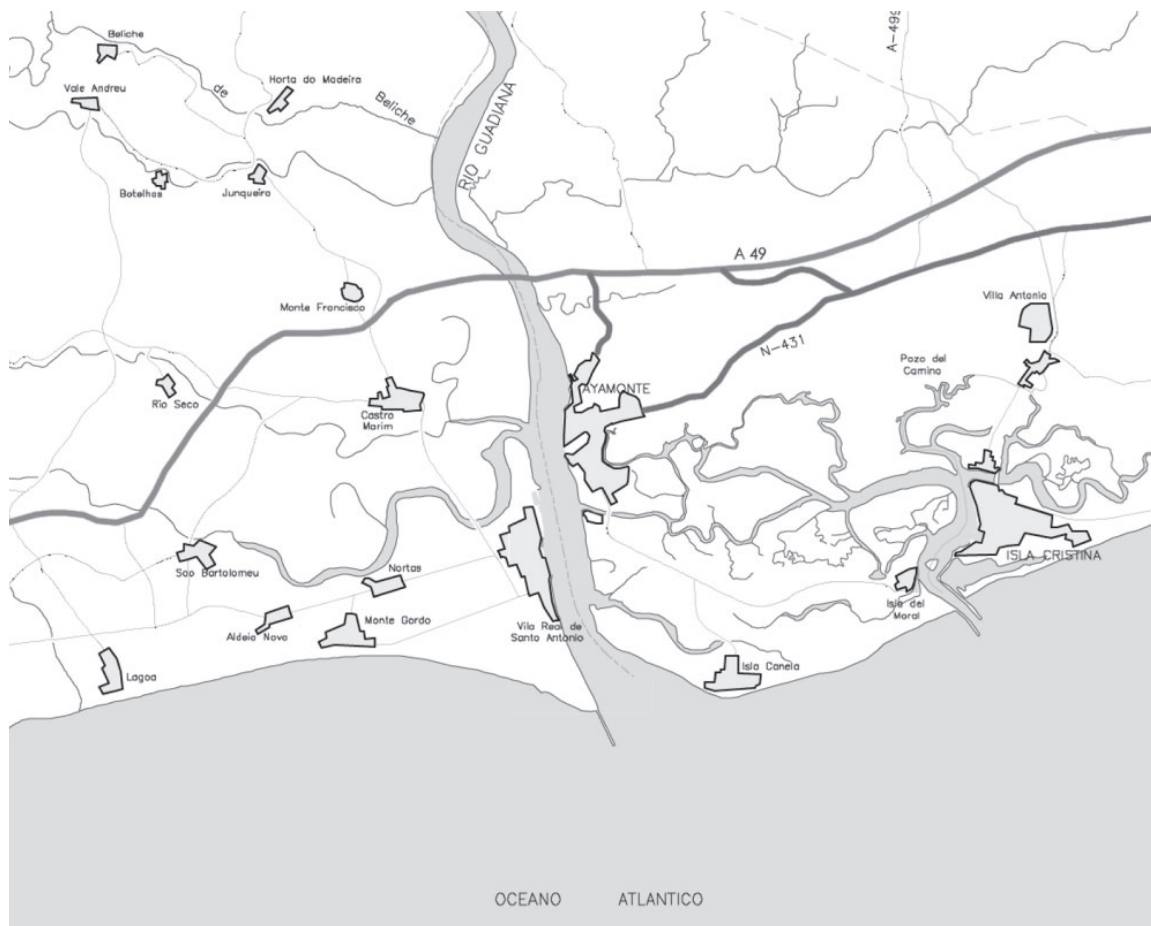 Beliche
A-499
Vale Andreu
de
Horta do Madeira
Beliche
RIO GUADIANA
Botelhas
Junqueira
A 49
Monte Francisco
Villa Antonia
N-431
Pozo del
Camino
AYAMONTE
Rio Seco
Castro
Marim
ISLA CRISTINA
Sao Bartolomeu
Nortas
Isla del
Moral
Aldeia Nova
Monte Gordo
Vila Real de
Santo Antonio
Isla Canela
Lagoa
OCEANO ATLANTICO